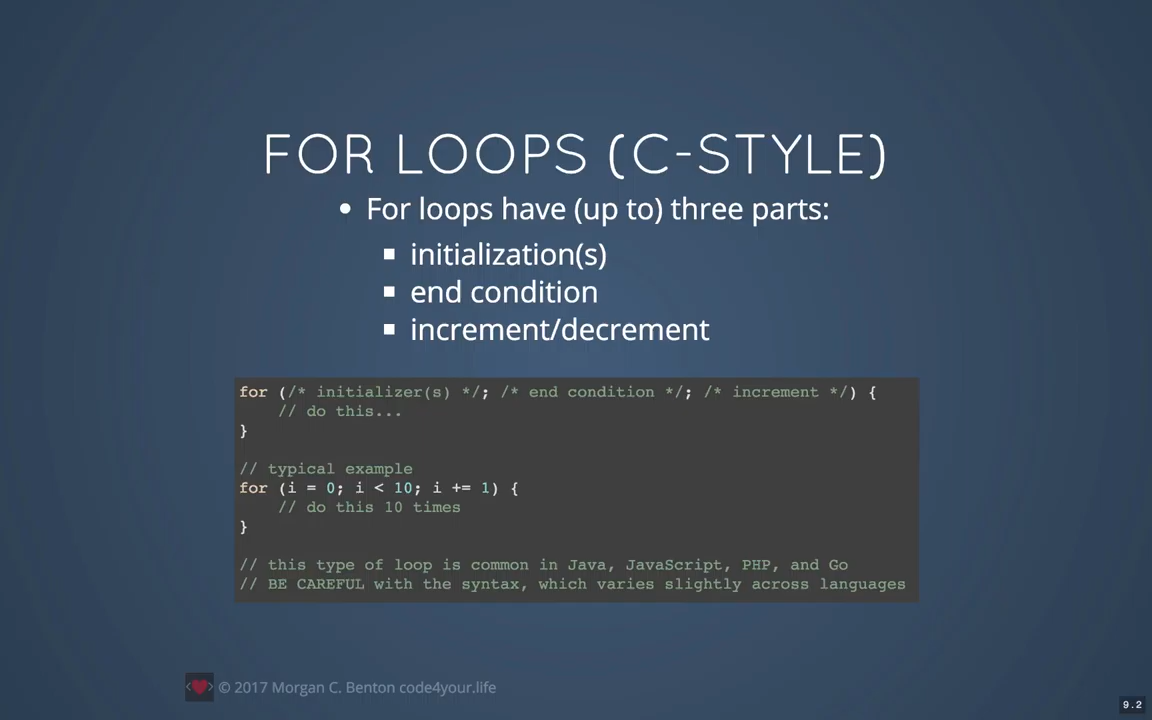 FOR LOOPS (C-STYLE)
• For loops have (up to) three parts:
▪ initialization(s)
▪ end condition
▪ increment/decrement
for (/* initializer(s) */; /* end condition */; /* increment */) {
    // do this...
}
// typical example
for (i = 0; i < 10; i += 1) {
    // do this 10 times
}
// this type of loop is common in Java, JavaScript, PHP, and Go
// BE CAREFUL with the syntax, which varies slightly across languages
© 2017 Morgan C. Benton code4your.life
9.2